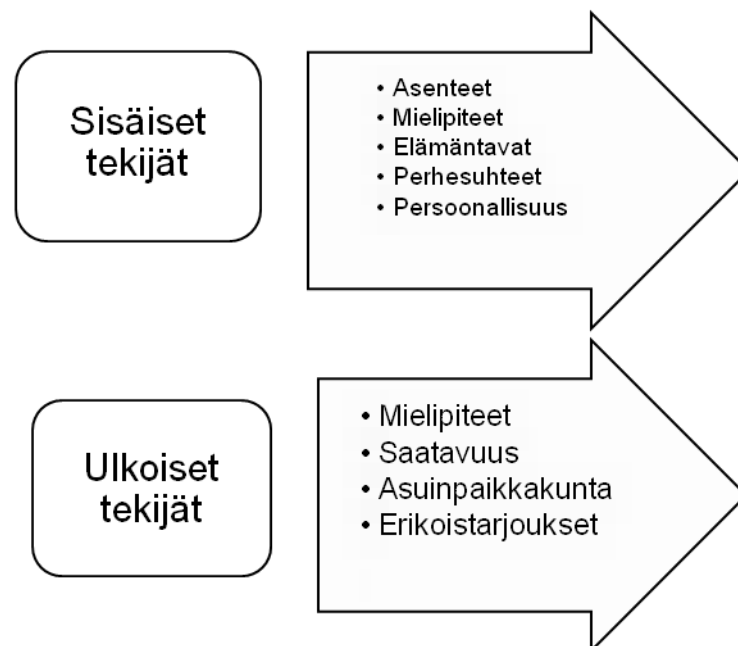 Sisäiset
tekijät
• Asenteet
• Mielipiteet
• Elämäntavat
• Perhesuhteet
• Persoonallisuus
Ulkoiset
tekijät
• Mielipiteet
• Saatavuus
• Asuinpaikkakunta
• Erikoistarjoukset